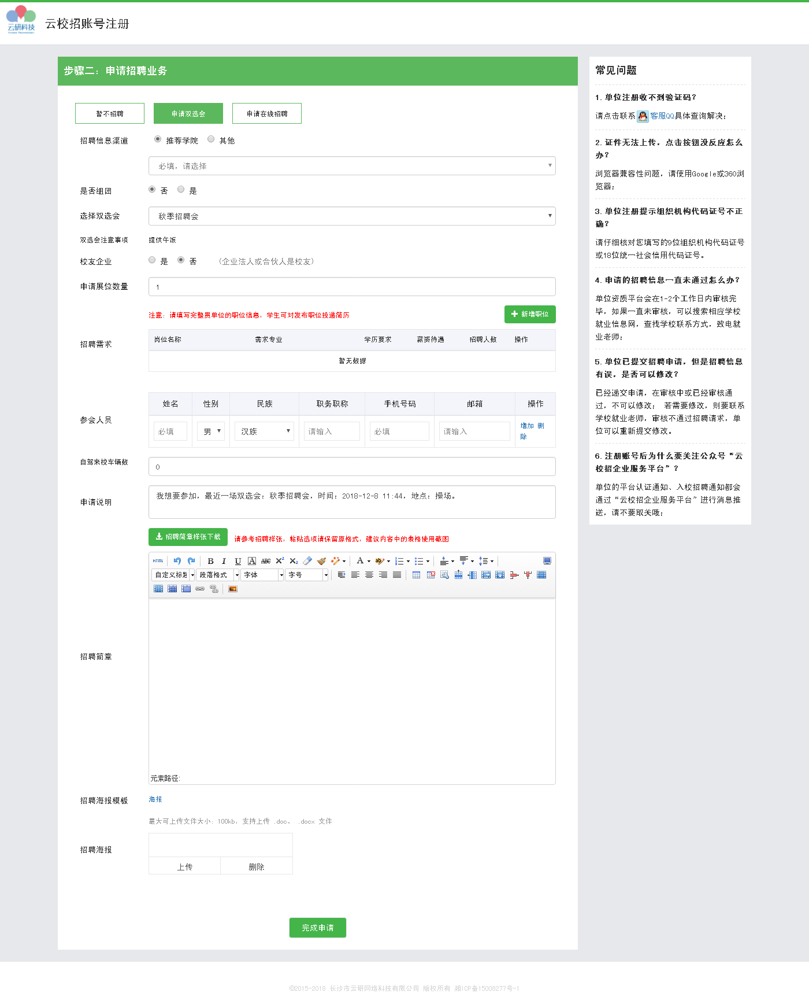 云研科技
YUNYAN TECHNOLOGY
云校招账号注册
步骤二：申请招聘业务
暂不招聘 申请双选会 申请在线招聘
招聘信息渠道 推荐学院 其他
必填，请选择
是否组团 否 是
选择双选会 秋季招聘会
双选会注意事项 提供午饭
校友企业 是 否 (企业法人或合伙人是校友)
申请展位数量 1
注意：请填写完整贵单位的职位信息，学生可对发布职位投递简历 新增职位
招聘需求
岗位名称 需求专业 学历要求 薪资待遇 招聘人数 操作
暂无数据
参会人员
姓名 性别 民族 职务职称 手机号码 邮箱 操作
必填 男 汉族 请输入 必填 请输入 增加 删
除
自驾来校车辆数 0
申请说明 我想要参加，最近一场双选会：秋季招聘会，时间：2018-12-8 11:44，地点：操场。
招聘简章样张下载 请参考招聘样张，粘贴选项请保留原格式，建议内容中的表格使用截图
HTML B I U A ABC X² X₂ A ab
自定义标题 段落格式 字体 字号
招聘简章
元素路径:
招聘海报模板 海报
最大可上传文件大小：100kb，支持上传 .doc、 .docx 文件
招聘海报
上传 删除
完成申请
常见问题
1. 单位注册收不到验证码？
请点击联系客服QQ具体查询解决；
2. 证件无法上传，点击按钮没反应怎么
办？
浏览器兼容性问题，请使用Google或360浏
览器；
3. 单位注册提示组织机构代码证号不正
确？
请仔细核对您填写的9位组织机构代码证号
或18位统一社会信用代码证号。
4. 申请的招聘信息一直未通过怎么办？
单位资质平台会在1-2个工作日内审核完
毕，如果一直未审核，可以搜索相应学校
就业信息网，查找学校联系方式，致电就
业老师；
5. 单位已提交招聘申请，但是招聘信息
有误，是否可以修改？
已经递交申请，在审核中或已经审核通
过，不可以修改； 若需要修改，则要联系
学校就业老师，审核不通过招聘请求，单
位可以重新提交修改。
6. 注册账号后为什么要关注公众号“云
校招企业服务平台”？
单位的平台认证通知、入校招聘通知都会
通过“云校招企业服务平台”进行消息推
送，请不要取关哦；
©2015-2018 长沙市云研网络科技有限公司 版权所有 湘ICP备15008277号-1